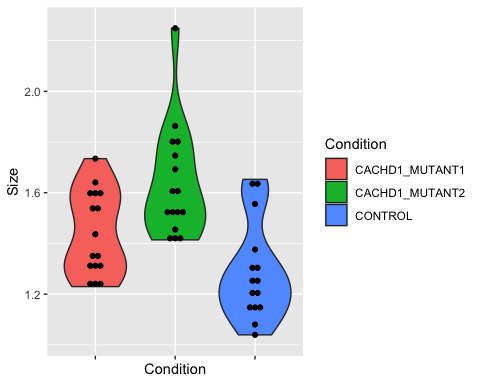 Size
2.0
1.6
1.2
Condition
Condition
CACHD1_MUTANT1
CACHD1_MUTANT2
CONTROL